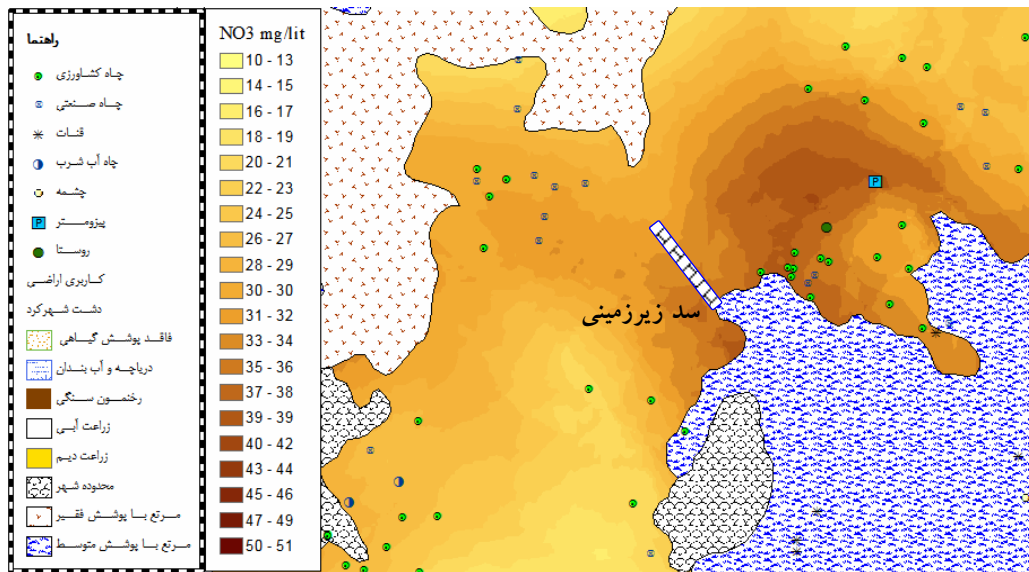 راهنما
چاه کشاورزی
چاه صنعتی
قنات
چاه آب شرب
چشمه
P پیزومتر
روستا
کاربری اراضی
دشت شهرکرد
فاقد پوشش گیاهی
دریاچه و آب بندان
رخنمون سنگی
زراعت آبی
زراعت دیم
محدوده شهر
مرتع با پوشش فقیر
مرتع با پوشش متوسط
NO3 mg/lit
10 - 13
14 - 15
16 - 17
18 - 19
20 - 21
22 - 23
24 - 25
26 - 27
28 - 29
30 - 30
31 - 32
33 - 34
35 - 36
37 - 38
39 - 39
40 - 42
43 - 44
45 - 46
47 - 49
50 - 51
P
سد زیرزمینی